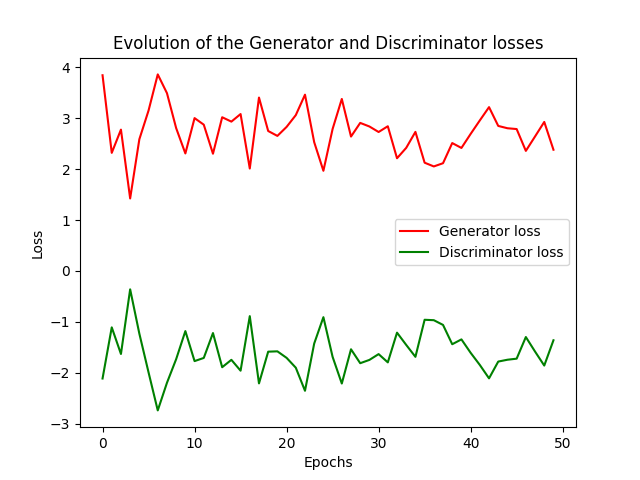 Evolution of the Generator and Discriminator losses
4
3
2
1
0
−1
−2
−3
Loss
Generator loss
Discriminator loss
0 10 20 30 40 50
Epochs